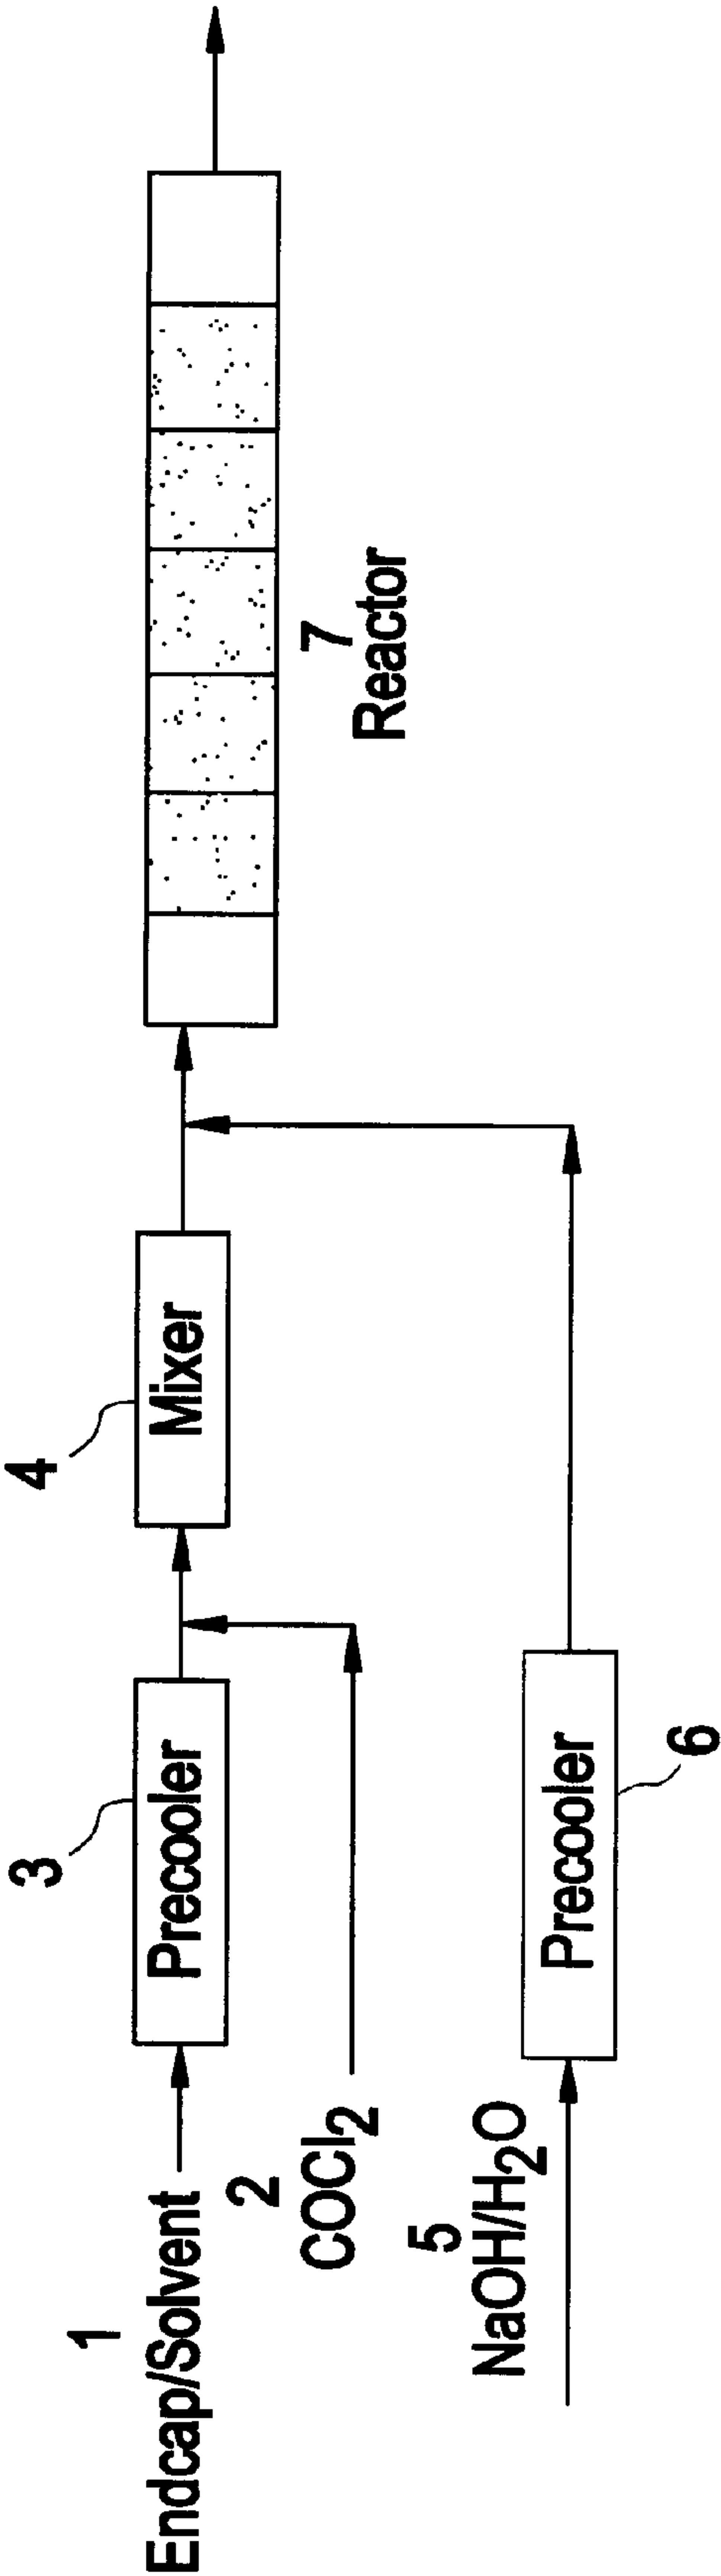 1
Endcap/Solvent
2
COCl₂
3
Precooler
4
Mixer
5
NaOH/H₂O
Precooler
6
7
Reactor